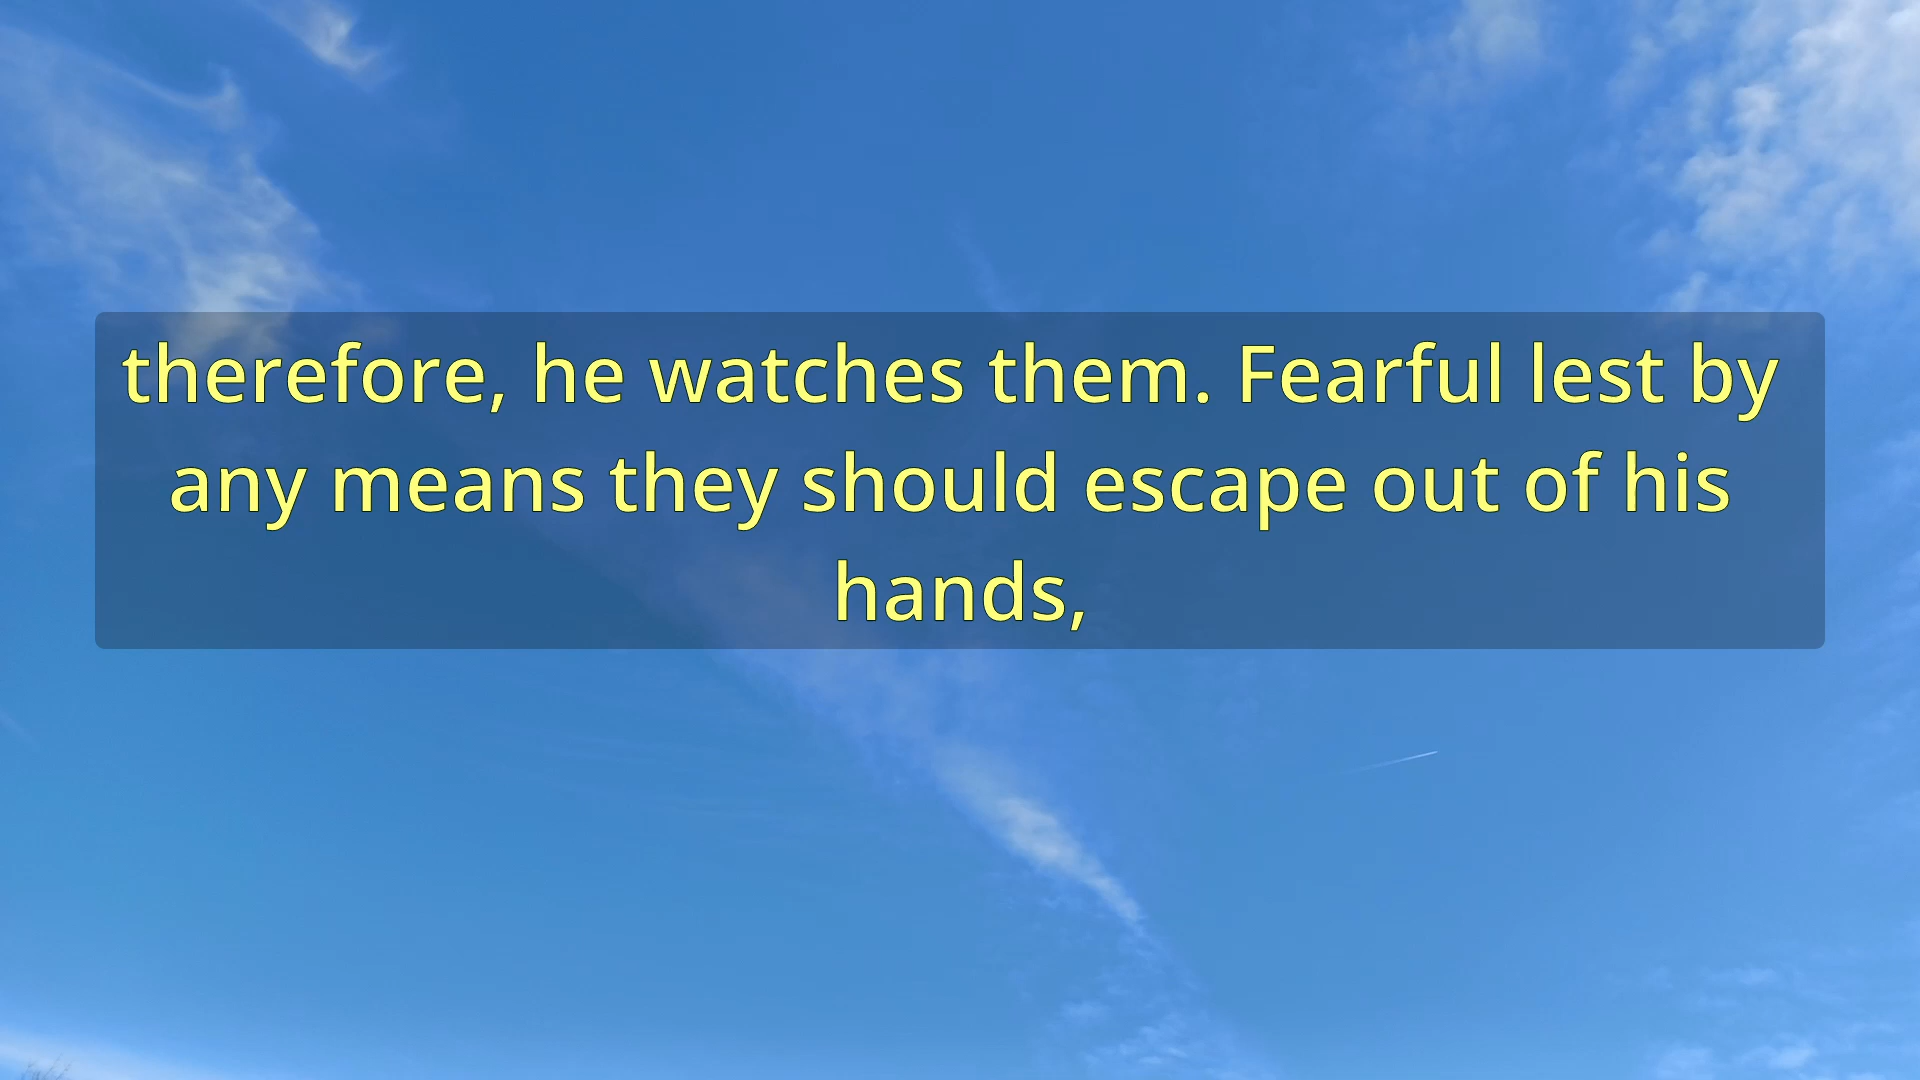 therefore, he watches them. Fearful lest by
any means they should escape out of his
hands,